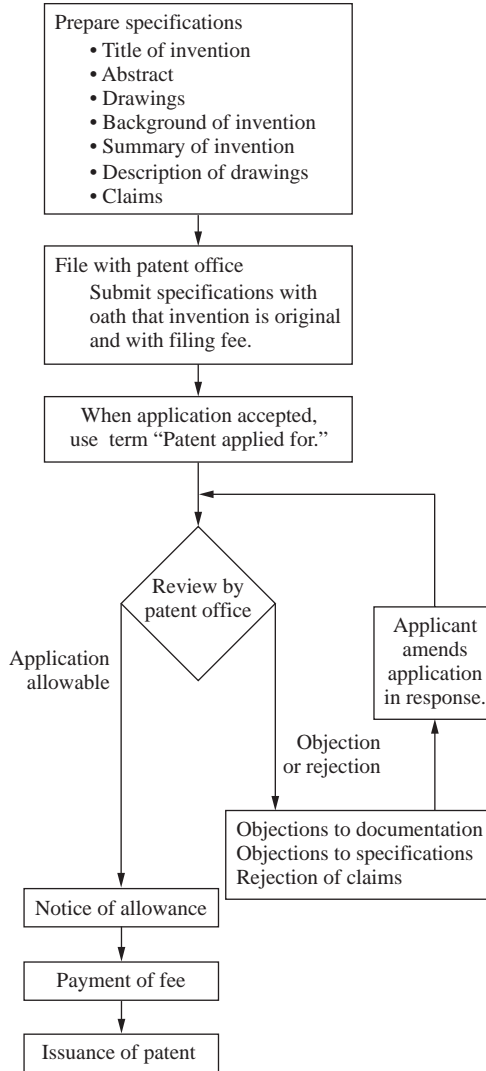 Prepare specifications
• Title of invention
• Abstract
• Drawings
• Background of invention
• Summary of invention
• Description of drawings
• Claims
File with patent office
Submit specifications with
oath that invention is original
and with filing fee.
When application accepted,
use term “Patent applied for.”
Review by
patent office
Application
allowable
Applicant
amends
application
in response.
Objection
or rejection
Objections to documentation
Objections to specifications
Rejection of claims
Notice of allowance
Payment of fee
Issuance of patent